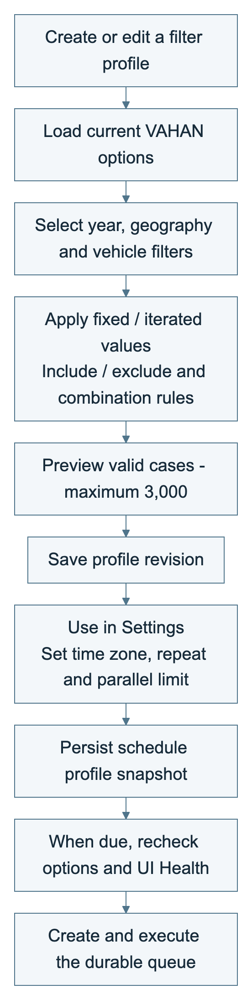 Create or edit a filter
profile
Load current VAHAN
options
Select year, geography
and vehicle filters
Apply fixed / iterated
values
Include / exclude and
combination rules
Preview valid cases -
maximum 3,000
Save profile revision
Use in Settings
Set time zone, repeat
and parallel limit
Persist schedule
profile snapshot
When due, recheck
options and UI Health
Create and execute
the durable queue